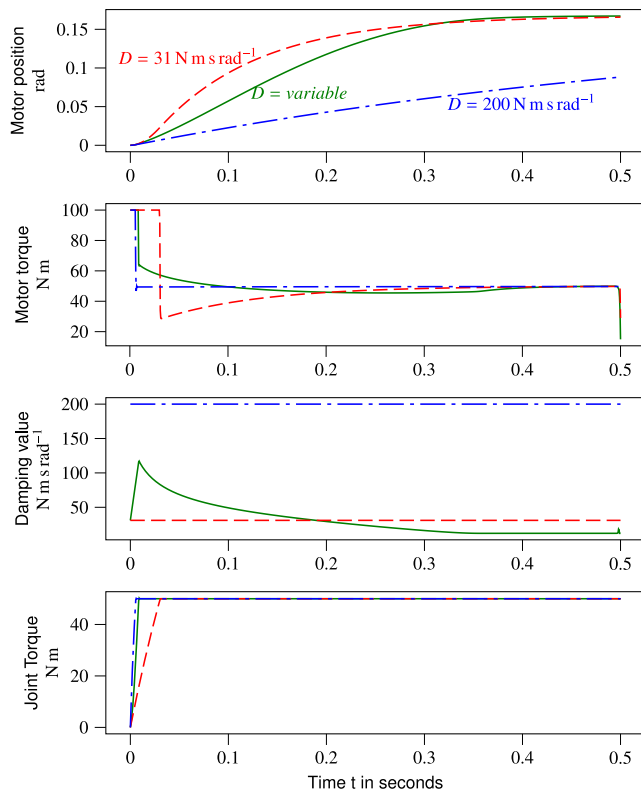 Motor position
rad
0.15
0.1
0.05
0
D = 31 N m s rad⁻¹
D = variable
D = 200 N m s rad⁻¹
0 0.1 0.2 0.3 0.4 0.5
Motor torque
N m
100
80
60
40
20
0 0.1 0.2 0.3 0.4 0.5
Damping value
N m s rad⁻¹
200
150
100
50
0 0.1 0.2 0.3 0.4 0.5
Joint Torque
N m
40
20
0
0 0.1 0.2 0.3 0.4 0.5
Time t in seconds